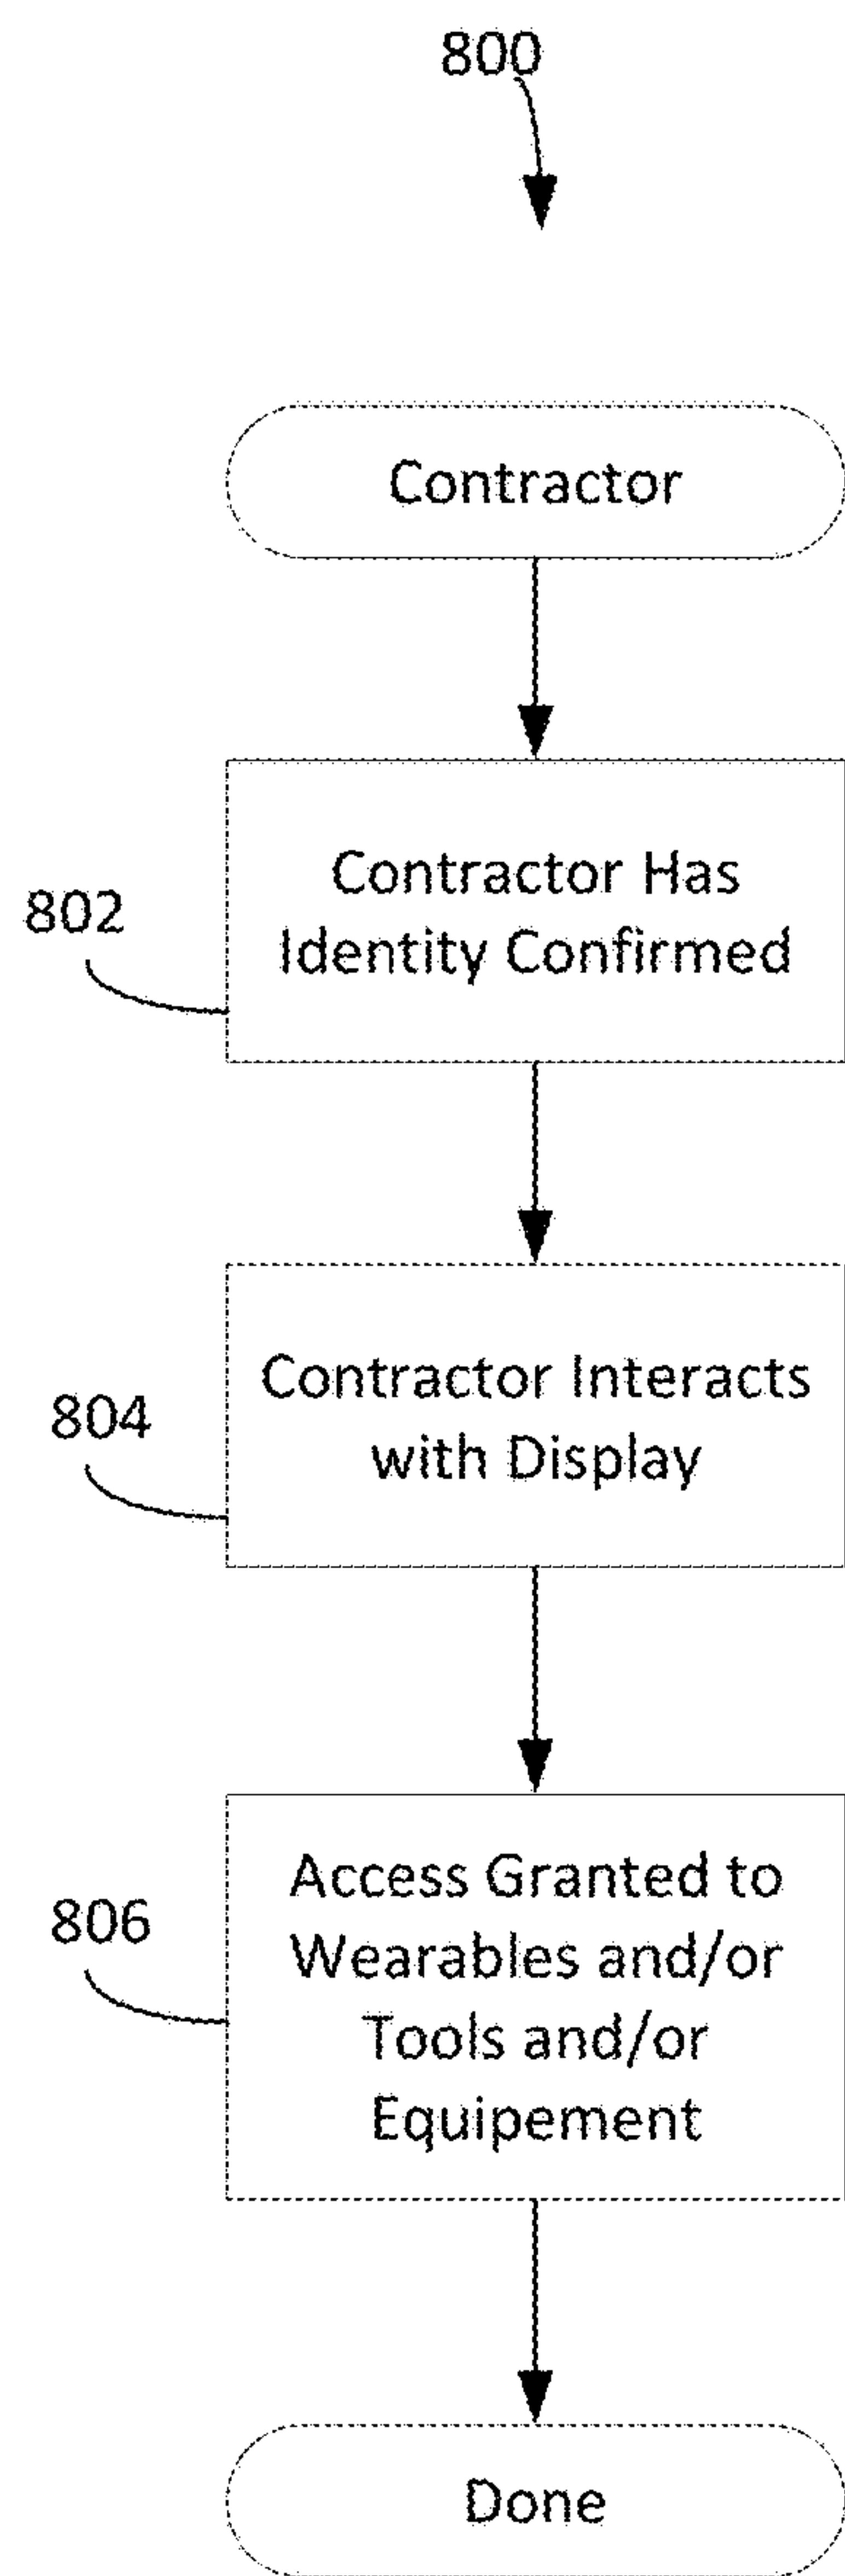 800
Contractor
802
Contractor Has
Identity Confirmed
804
Contractor Interacts
with Display
806
Access Granted to
Wearables and/or
Tools and/or
Equipement
Done